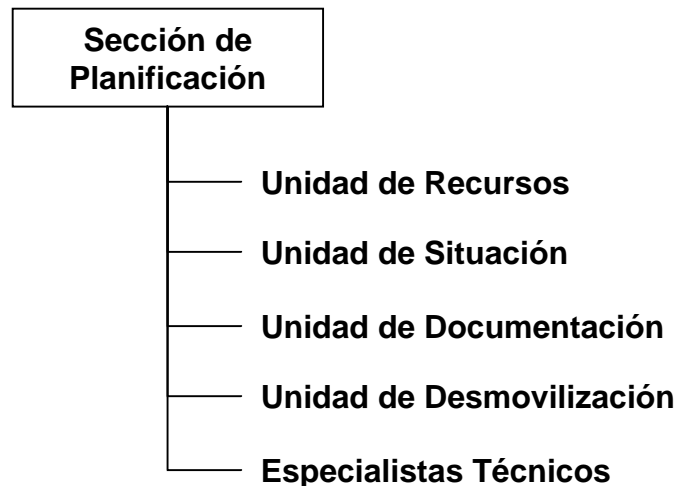 Sección de
Planificación
Unidad de Recursos
Unidad de Situación
Unidad de Documentación
Unidad de Desmovilización
Especialistas Técnicos